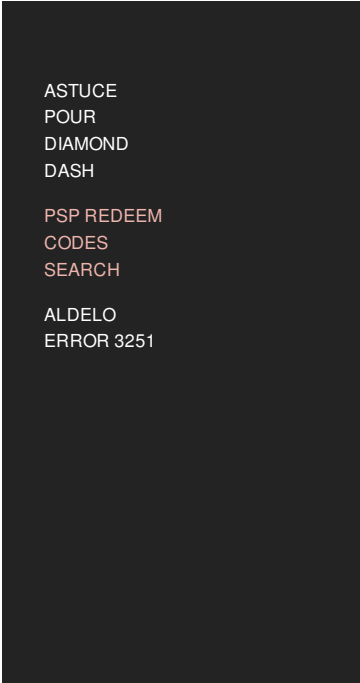 ASTUCE
POUR
DIAMOND
DASH
PSP REDEEM
CODES
SEARCH
ALDELO
ERROR 3251